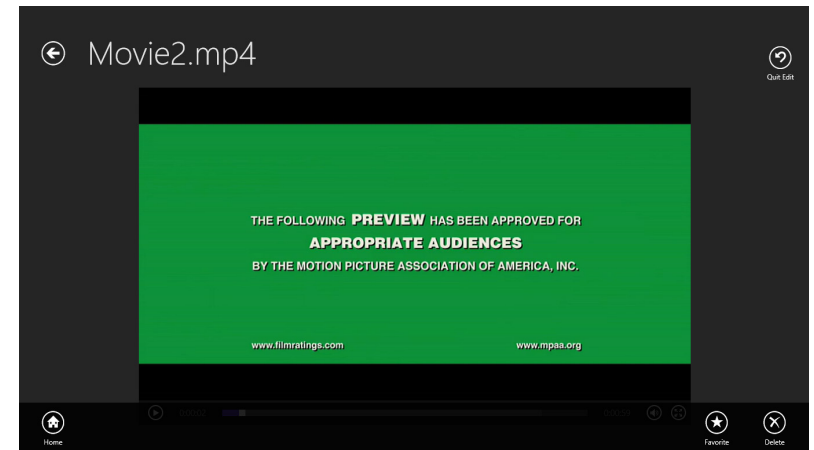 Movie2.mp4
Quit Edit
THE FOLLOWING PREVIEW HAS BEEN APPROVED FOR
APPROPRIATE AUDIENCES
BY THE MOTION PICTURE ASSOCIATION OF AMERICA, INC.
www.filmratings.com www.mpaa.org
Home Favorite Delete